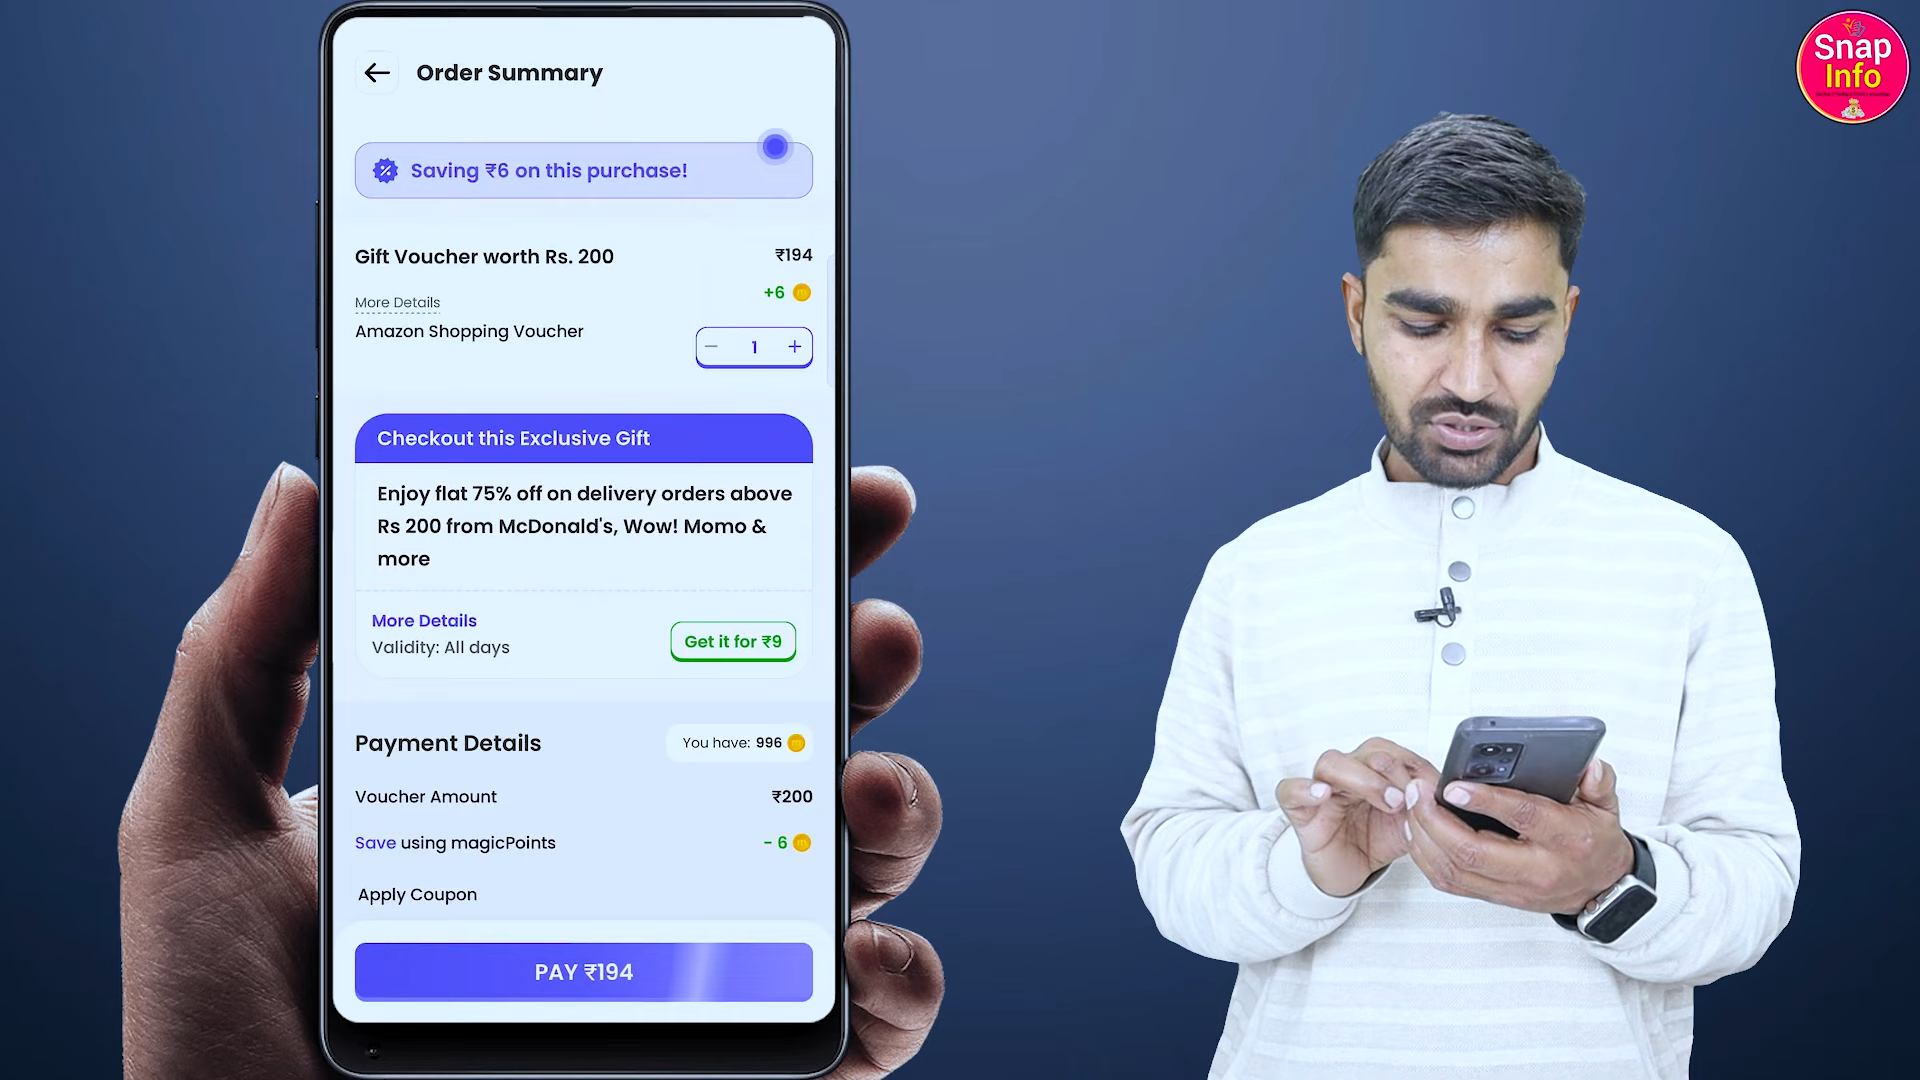 Order Summary
Saving ₹6 on this purchase!
Gift Voucher worth Rs. 200
₹194
+6
More Details
Amazon Shopping Voucher
1
Checkout this Exclusive Gift
Enjoy flat 75% off on delivery orders above
Rs 200 from McDonald's, Wow! Momo &
more
More Details
Validity: All days
Get it for ₹9
Payment Details
You have: 996
Voucher Amount
₹200
Save using magicPoints
- 6
Apply Coupon
PAY ₹194
Snap
Info